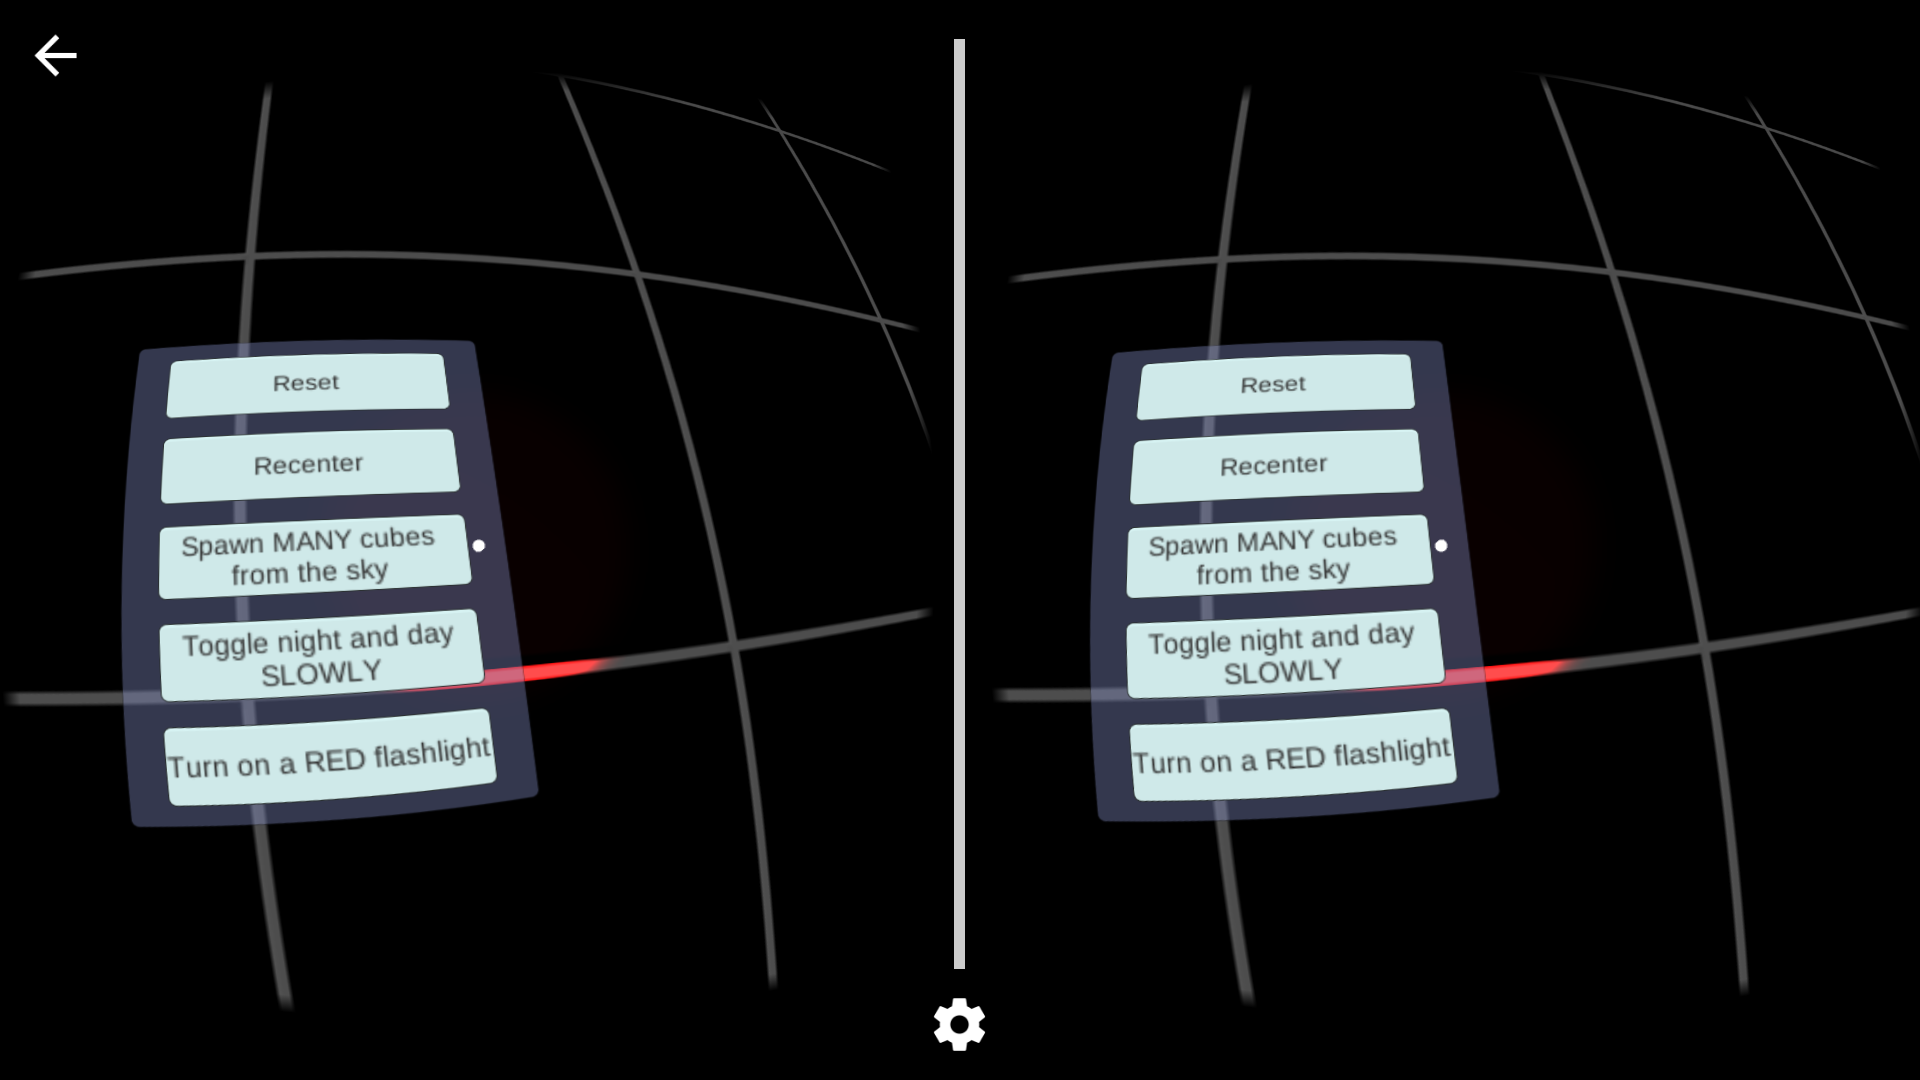 Reset
Recenter
Spawn MANY cubes
from the sky
Toggle night and day
SLOWLY
Turn on a RED flashlight
Reset
Recenter
Spawn MANY cubes
from the sky
Toggle night and day
SLOWLY
Turn on a RED flashlight